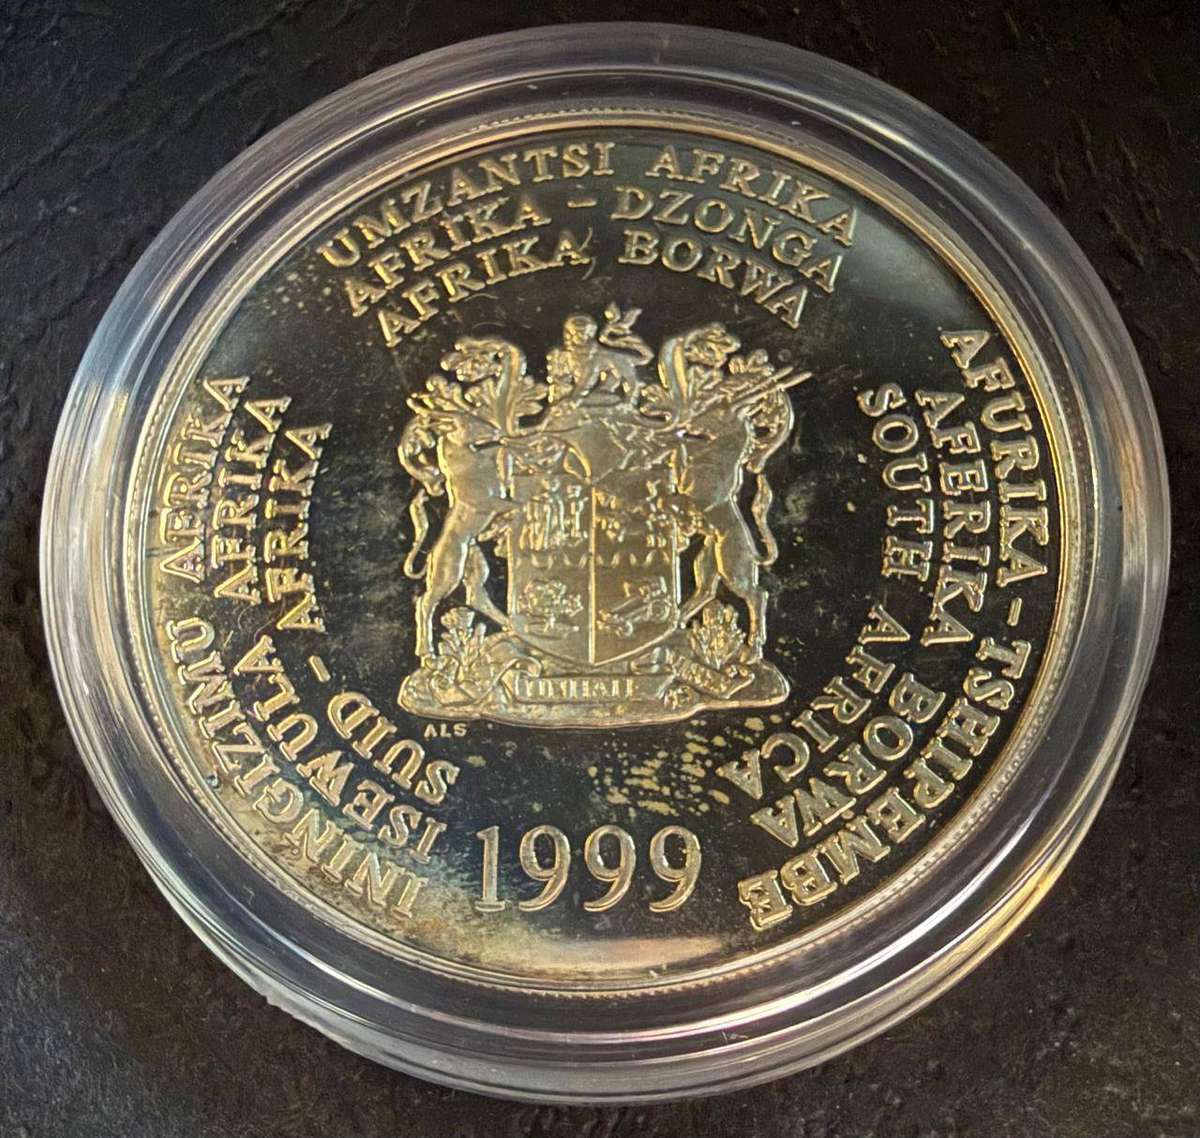 UMZANTSI AFRIKA
AFRIKA - DZONGA
AFRIKA BORWA
AFURIKA - TSHIPEMBE
AFERIKA BORWA
SOUTH AFRICA
ININGIZIMU AFRIKA
ISEWULA AFRIKA
SUID - AFRIKA
ALS
1999